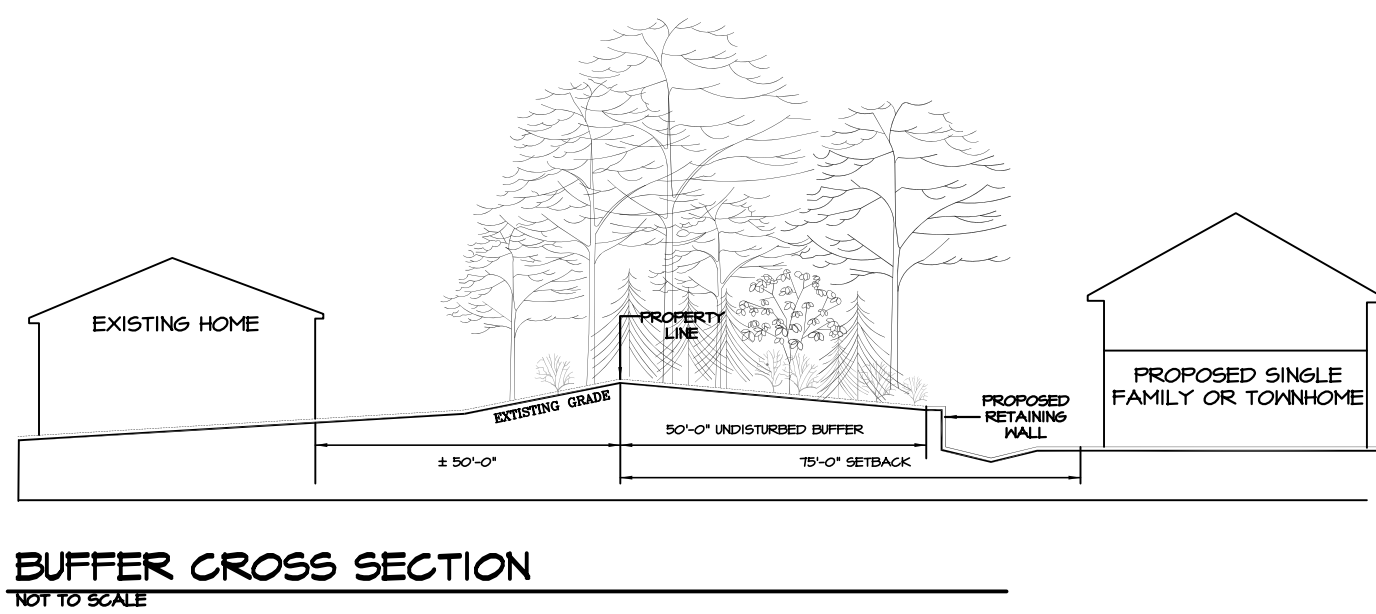 EXISTING HOME
PROPERTY
LINE
EXTISTING GRADE
PROPOSED SINGLE
FAMILY OR TOWNHOME
PROPOSED
RETAINING
WALL
50'-0" UNDISTURBED BUFFER
± 50'-0"
75'-0" SETBACK
BUFFER CROSS SECTION
NOT TO SCALE